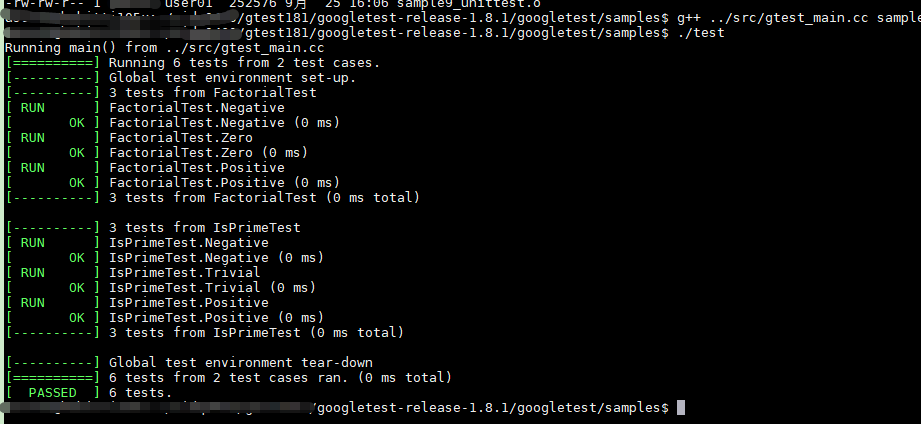 -rw-rw-r-- 1 user01 252576 9月 25 16:06 sample9_unittest.o
/gtest181/googletest-release-1.8.1/googletest/samples$ g++ ../src/gtest_main.cc sample
/gtest181/googletest-release-1.8.1/googletest/samples$ ./test
Running main() from ../src/gtest_main.cc
[==========] Running 6 tests from 2 test cases.
[----------] Global test environment set-up.
[----------] 3 tests from FactorialTest
[ RUN      ] FactorialTest.Negative
[       OK ] FactorialTest.Negative (0 ms)
[ RUN      ] FactorialTest.Zero
[       OK ] FactorialTest.Zero (0 ms)
[ RUN      ] FactorialTest.Positive
[       OK ] FactorialTest.Positive (0 ms)
[----------] 3 tests from FactorialTest (0 ms total)
[----------] 3 tests from IsPrimeTest
[ RUN      ] IsPrimeTest.Negative
[       OK ] IsPrimeTest.Negative (0 ms)
[ RUN      ] IsPrimeTest.Trivial
[       OK ] IsPrimeTest.Trivial (0 ms)
[ RUN      ] IsPrimeTest.Positive
[       OK ] IsPrimeTest.Positive (0 ms)
[----------] 3 tests from IsPrimeTest (0 ms total)
[----------] Global test environment tear-down
[==========] 6 tests from 2 test cases ran. (0 ms total)
[  PASSED  ] 6 tests.
/googletest-release-1.8.1/googletest/samples$